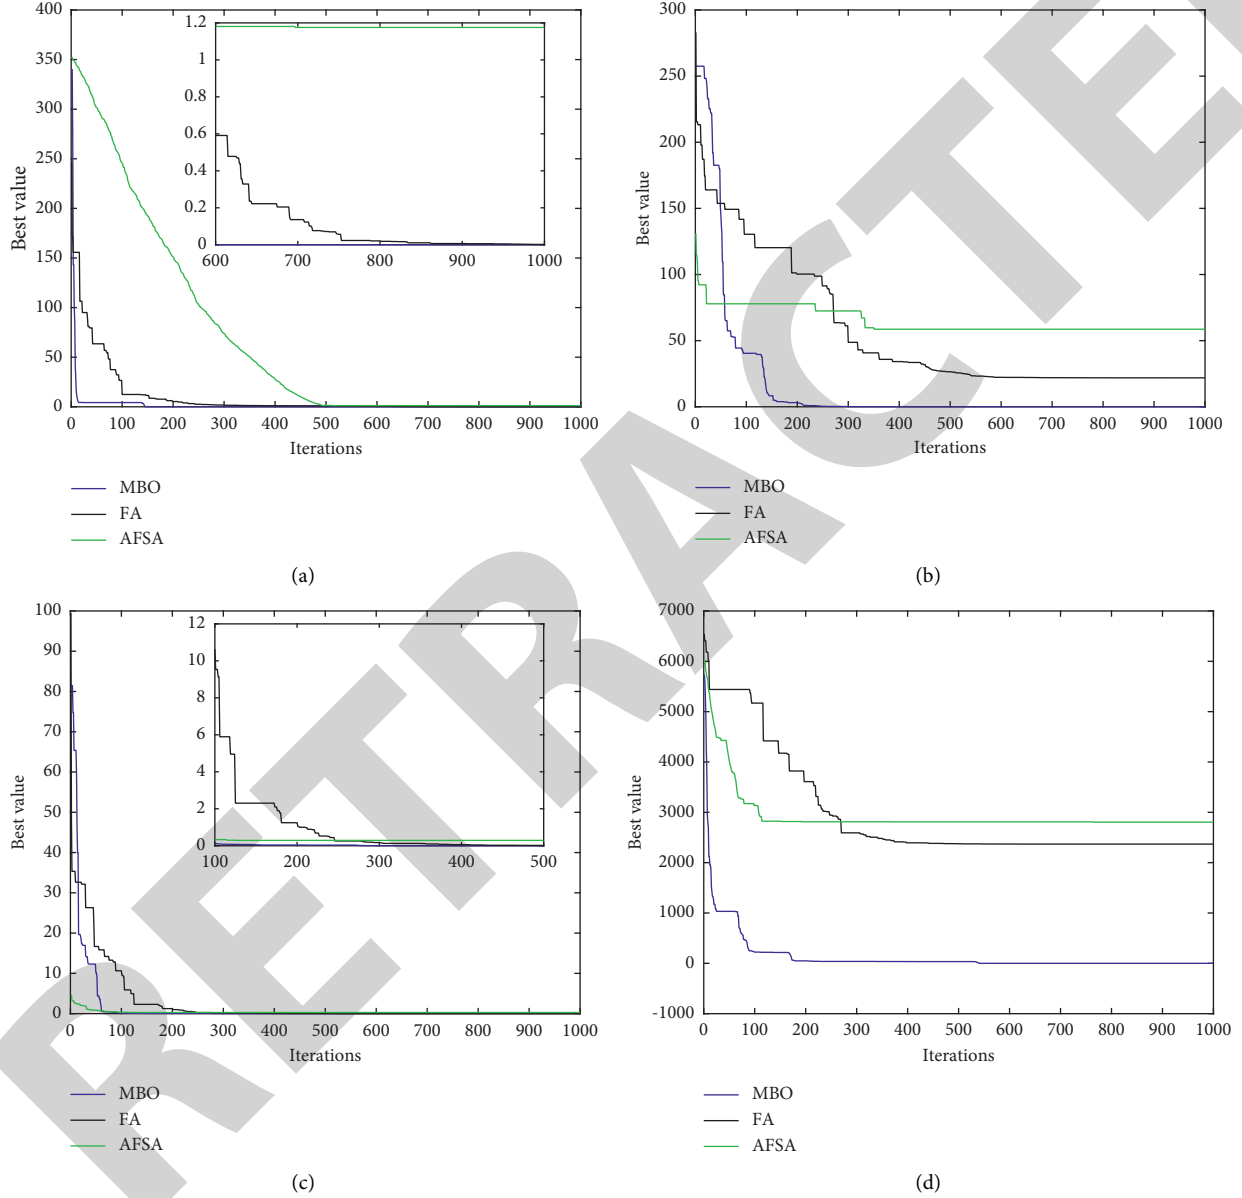 400
350
300
250
200
150
100
50
0
Best value
1.2
1
0.8
0.6
0.4
0.2
0
600 700 800 900 1000
0 100 200 300 400 500 600 700 800 900 1000
Iterations
MBO
FA
AFSA
(a)
300
250
200
150
100
50
0
Best value
0 100 200 300 400 500 600 700 800 900 1000
Iterations
MBO
FA
AFSA
(b)
100
90
80
70
60
50
40
30
20
10
0
Best value
12
10
8
6
4
2
0
100 200 300 400 500
0 100 200 300 400 500 600 700 800 900 1000
Iterations
MBO
FA
AFSA
(c)
7000
6000
5000
4000
3000
2000
1000
0
-1000
Best value
0 100 200 300 400 500 600 700 800 900 1000
Iterations
MBO
FA
AFSA
(d)
RETRACTE